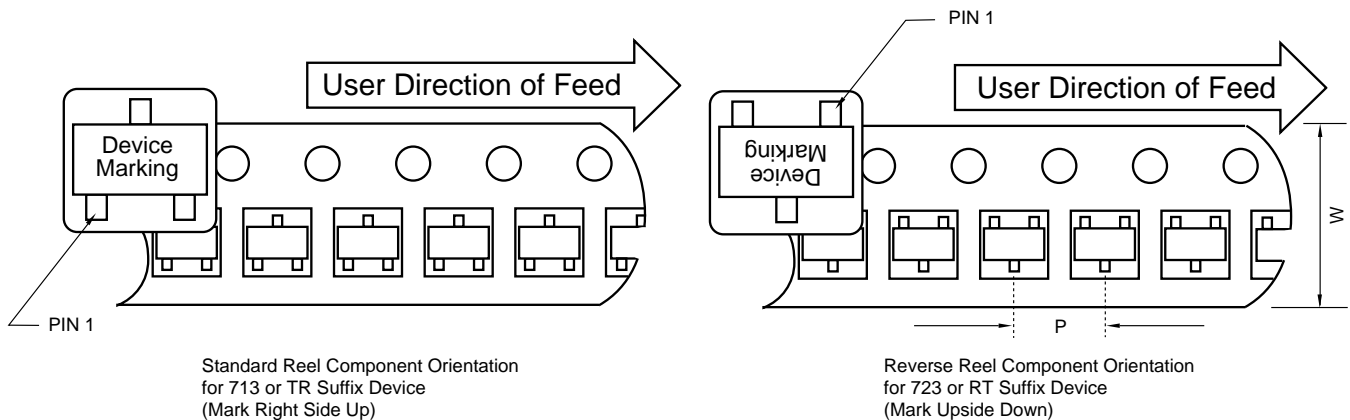 PIN 1
User Direction of Feed
User Direction of Feed
Device
Marking
Device
Marking
W
PIN 1
P
Standard Reel Component Orientation
for 713 or TR Suffix Device
(Mark Right Side Up)
Reverse Reel Component Orientation
for 723 or RT Suffix Device
(Mark Upside Down)